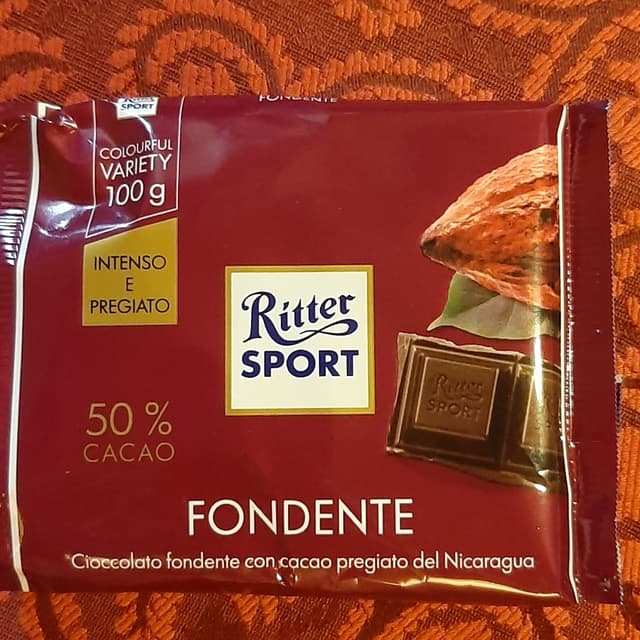 FONDENTE
Ritter
SPORT
COLOURFUL
VARIETY
100 g
INTENSO
E
PREGIATO
Ritter
SPORT
Ritter
SPORT
50 %
CACAO
FONDENTE
Cioccolato fondente con cacao pregiato del Nicaragua